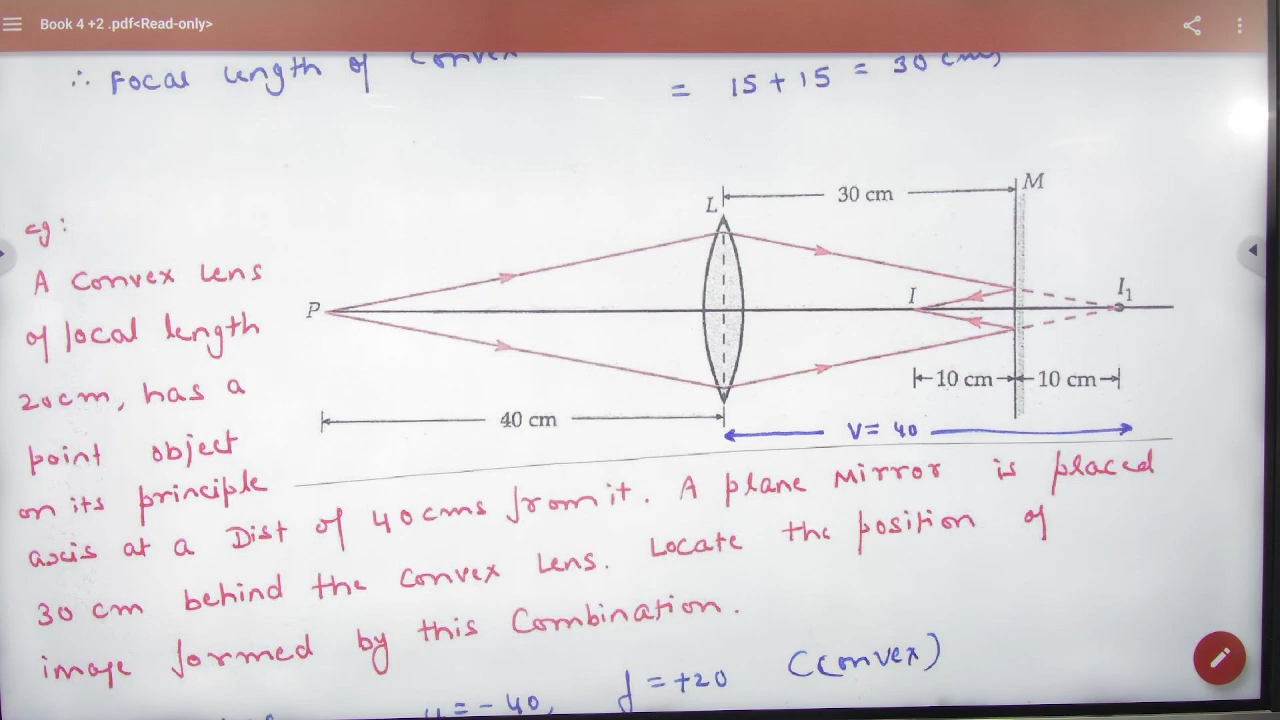 Book 4 +2 .pdf<Read-only>
∴ Focal length of convex
= 15 + 15 = 30 cms
L
30 cm
M
eg:
A convex Lens
of focal length
20cm, has a
point object
on its principle
P
I
I₁
10 cm
10 cm
40 cm
V = 40
axis at a Dist of 40cms from it. A plane Mirror is placed
30 cm behind the convex Lens. Locate the position of
image formed by this Combination.
u = - 40, f = +20 (Convex)